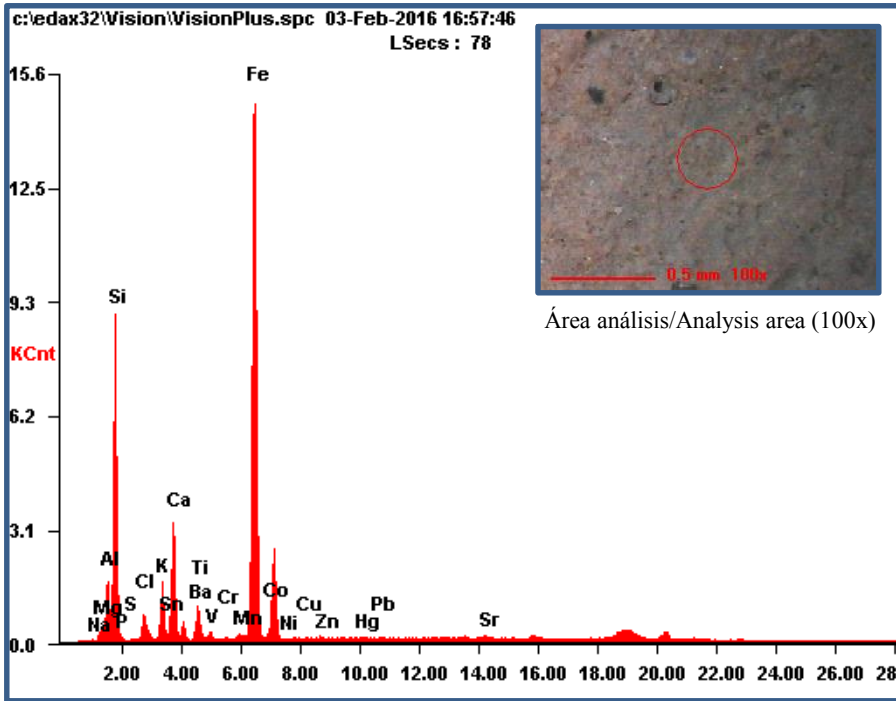 c:\edax32\Vision\VisionPlus.spc 03-Feb-2016 16:57:46
LSecs : 78
15.6
12.5
9.3
KCnt
6.2
3.1
0.0
Fe
Si
Ca
Al
Cl
K
Ti
Mg
S
Sn
Ba
Cr
Co
Cu
Pb
Na
P
V
Mn
Ni
Zn
Hg
Sr
2.00 4.00 6.00 8.00 10.00 12.00 14.00 16.00 18.00 20.00 22.00 24.00 26.00 28
0.5 mm 100x
Área análisis/Analysis area (100x)